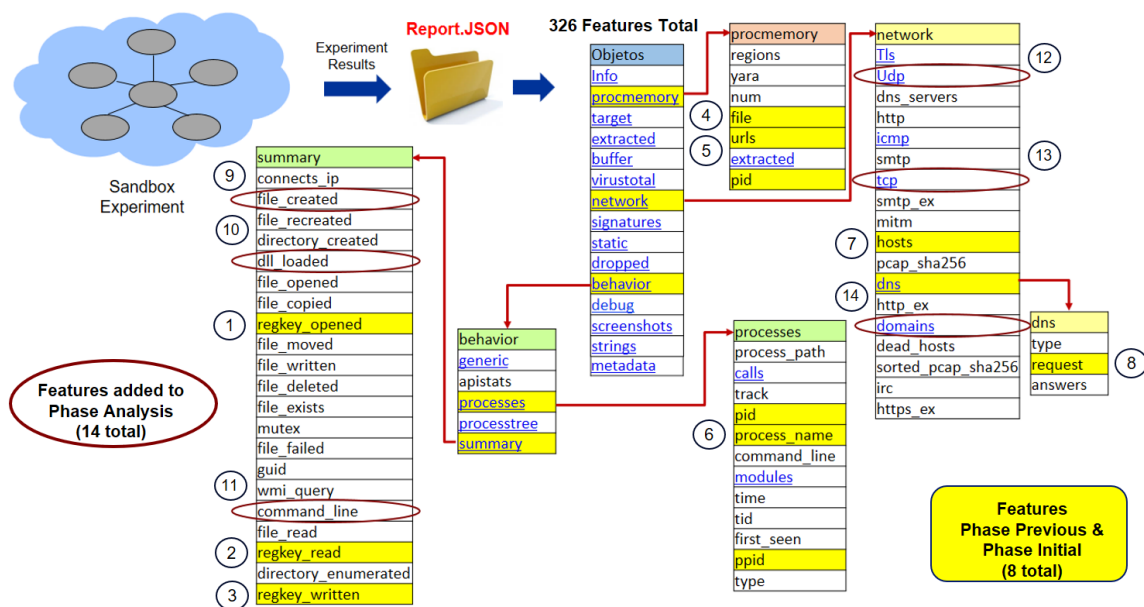 Sandbox
Experiment
Experiment
Results
Report.JSON
326 Features Total
Objetos
Info
procmemory
target
extracted
buffer
virustotal
network
signatures
static
dropped
behavior
debug
screenshots
strings
metadata
procmemory
regions
yara
num
4
file
5
urls
extracted
pid
network
Tls
12
Udp
dns_servers
http
icmp
smtp
13
tcp
smtp_ex
mitm
7
hosts
pcap_sha256
dns
14
http_ex
domains
dead_hosts
sorted_pcap_sha256
irc
https_ex
dns
type
request
8
answers
summary
9
connects_ip
file_created
file_recreated
10
directory_created
dll_loaded
file_opened
file_copied
1
regkey_opened
file_moved
file_written
file_deleted
file_exists
mutex
file_failed
guid
11
wmi_query
command_line
file_read
2
regkey_read
directory_enumerated
3
regkey_written
behavior
generic
apistats
processes
processtree
summary
processes
process_path
calls
track
pid
6
process_name
command_line
modules
time
tid
first_seen
ppid
type
Features added to
Phase Analysis
(14 total)
Features
Phase Previous &
Phase Initial
(8 total)